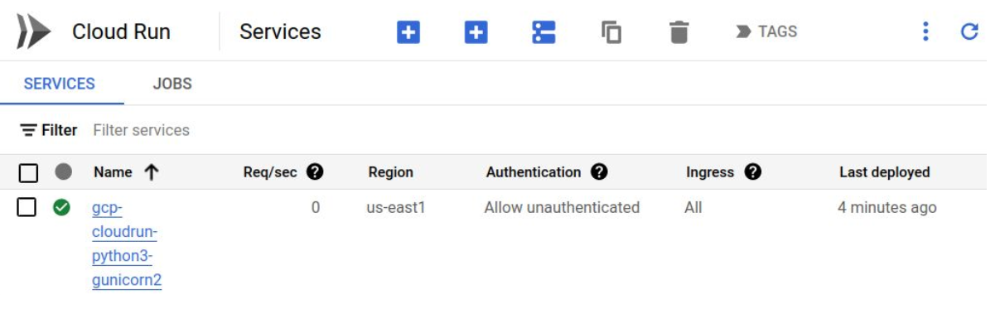 Cloud Run Services TAGS
SERVICES JOBS
Filter Filter services
Name Req/sec ? Region Authentication ? Ingress ? Last deployed
gcp- 0 us-east1 Allow unauthenticated All 4 minutes ago
cloudrun-
python3-
gunicorn2